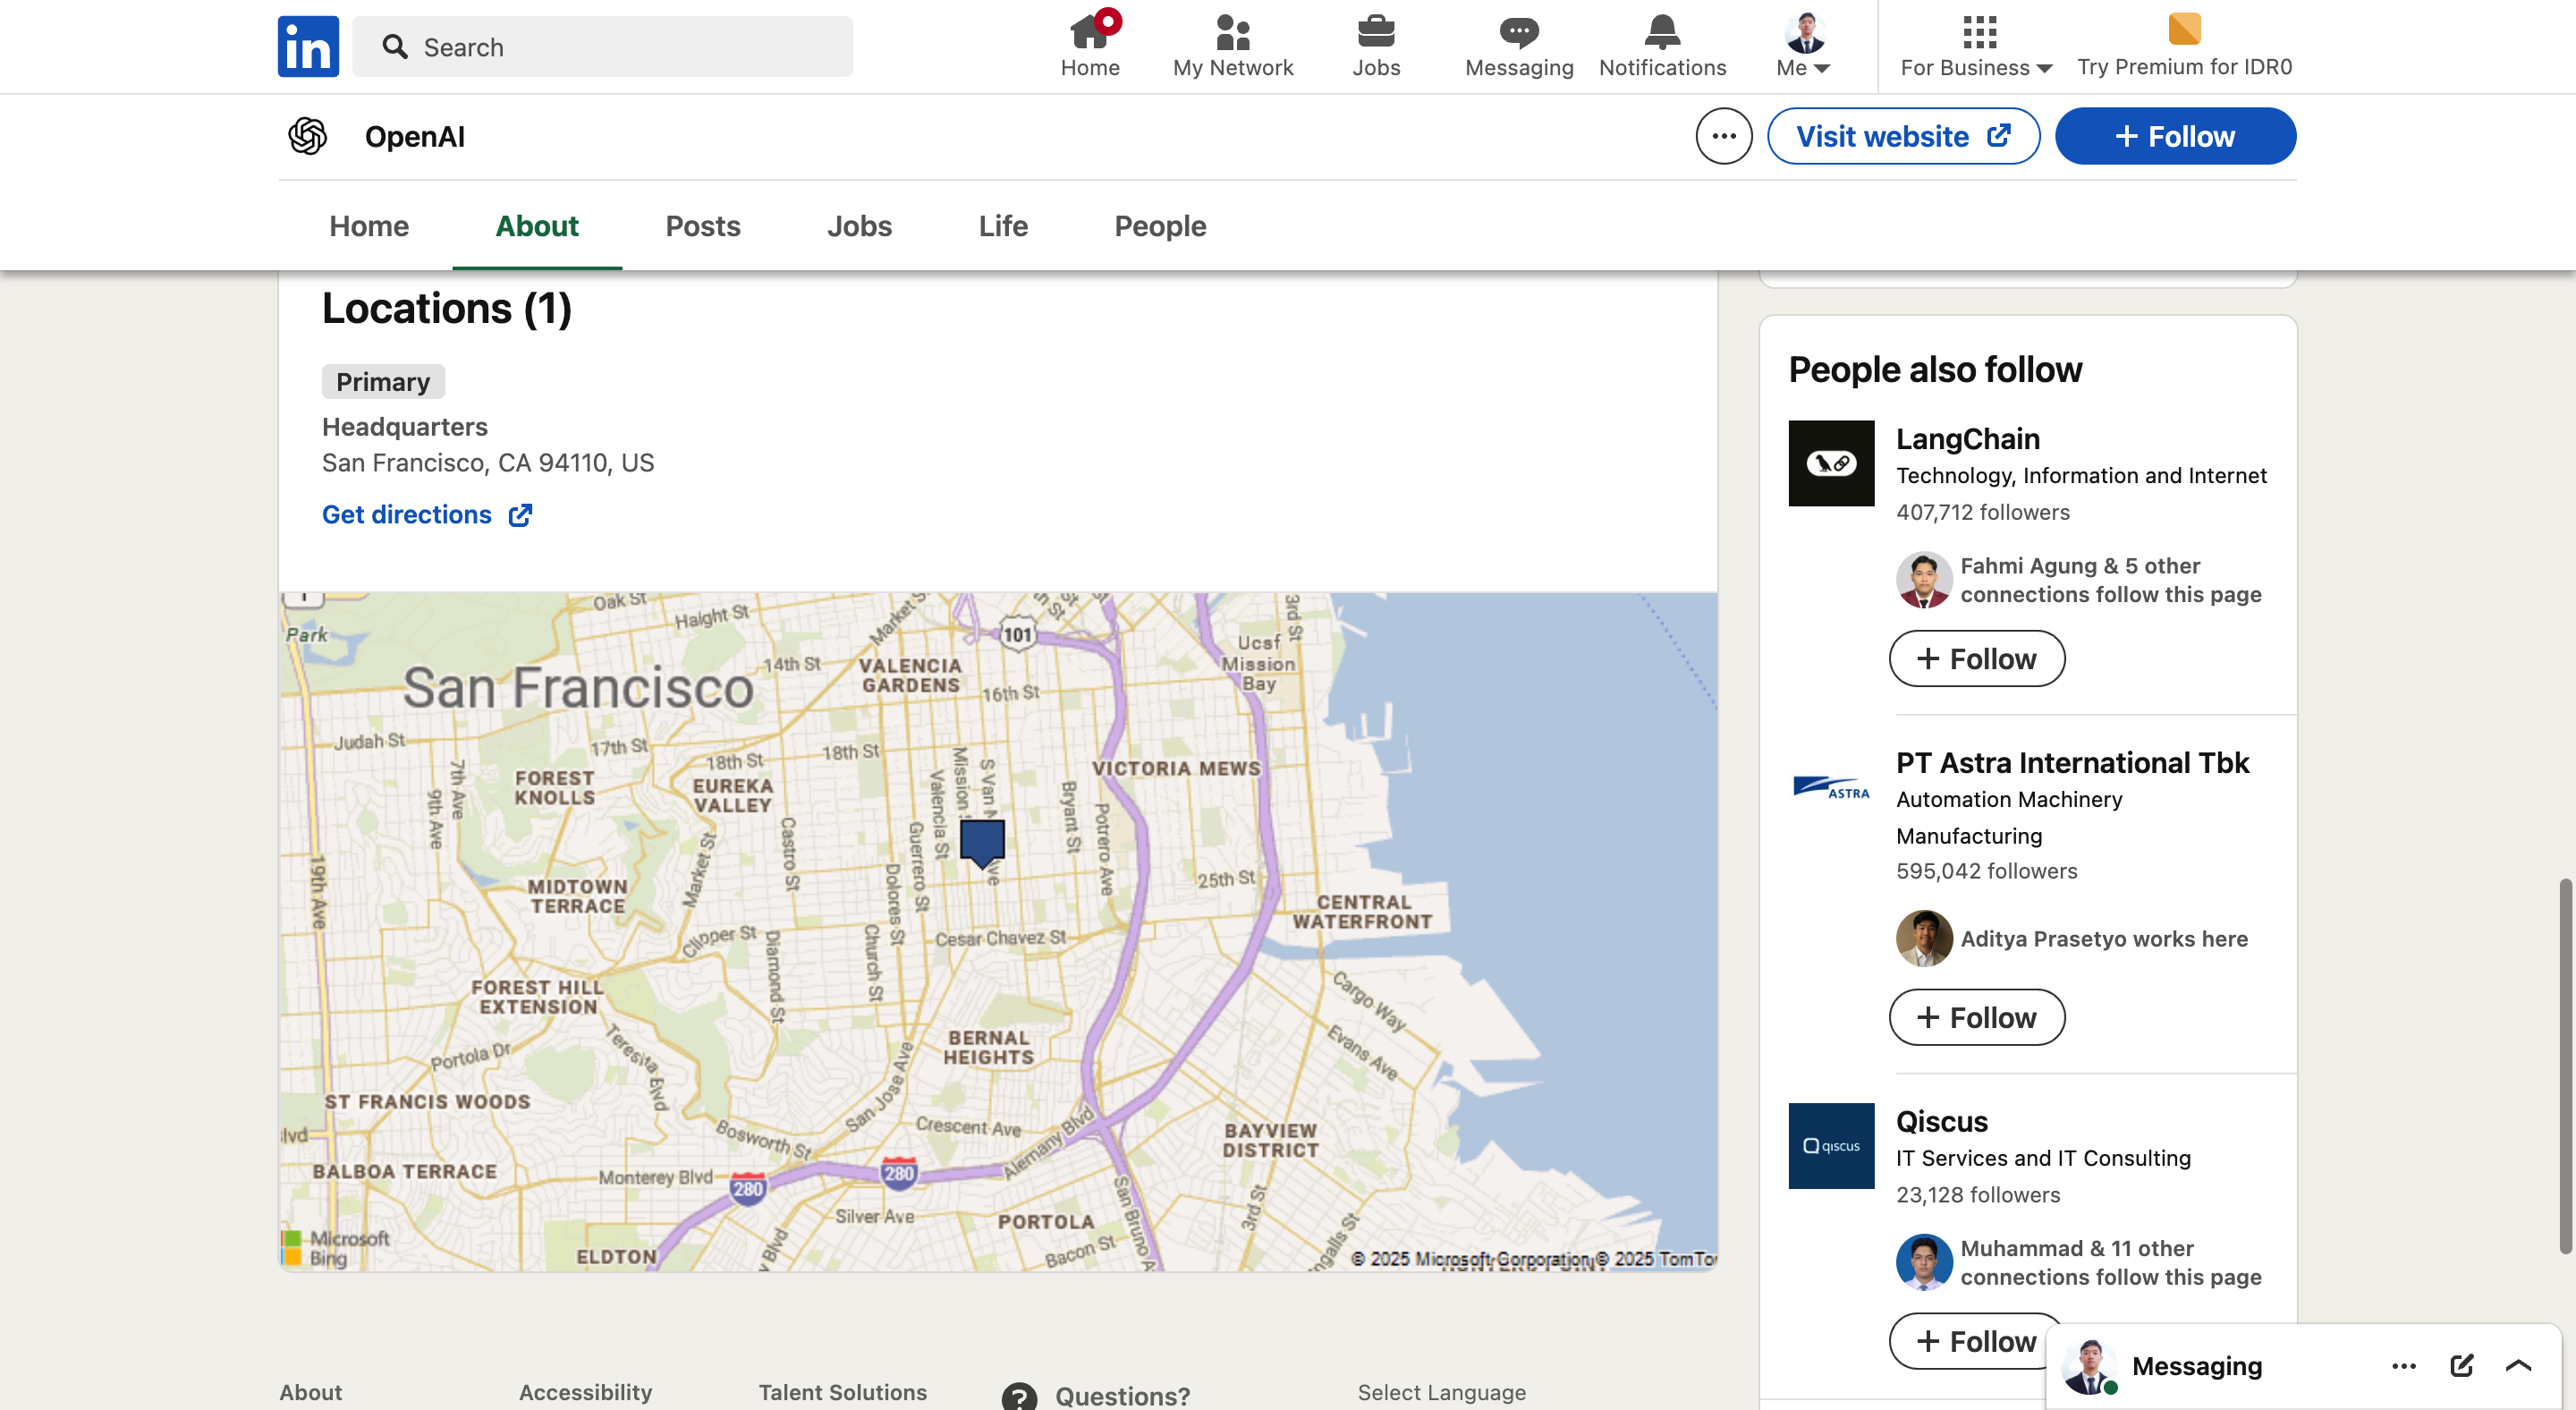 in
Search
Home
My Network
Jobs
Messaging
Notifications
Me
For Business
Try Premium for IDR0
OpenAI
Visit website
+ Follow
Home
About
Posts
Jobs
Life
People
Locations (1)
Primary
Headquarters
San Francisco, CA 94110, US
Get directions
Park
Oak St
Haight St
Market S
101
3rd St
Ucsf
Mission
Bay
San Francisco
14th St
VALENCIA
GARDENS
16th St
Judah St
17th St
18th St
18th St
7th Ave
9th Ave
FOREST
KNOLLS
EUREKA
VALLEY
Mission
S Van N
Ave
Valencia St
Guerrero St
Dolores St
Castro St
Market St
Bryant St
Potrero Ave
VICTORIA MEWS
19th Ave
MIDTOWN
TERRACE
25th St
CENTRAL
WATERFRONT
Clipper St
Diamond St
Church St
Cesar Chavez St
FOREST HILL
EXTENSION
Cargo Way
Evans Ave
Portola Dr
Teresita Blvd
BERNAL
HEIGHTS
San Jose Ave
ST FRANCIS WOODS
Crescent Ave
Alemany Blvd
BAYVIEW
DISTRICT
Bosworth St
lvd
BALBOA TERRACE
Monterey Blvd
280
280
Silver Ave
PORTOLA
San Bruno A
3rd St
ngalls St
Bacon St
ELDTON
y Blvd
Microsoft
Bing
© 2025 Microsoft Corporation © 2025 TomTo
People also follow
LangChain
Technology, Information and Internet
407,712 followers
Fahmi Agung & 5 other
connections follow this page
+ Follow
ASTRA
PT Astra International Tbk
Automation Machinery
Manufacturing
595,042 followers
Aditya Prasetyo works here
+ Follow
qiscus
Qiscus
IT Services and IT Consulting
23,128 followers
Muhammad & 11 other
connections follow this page
+ Follow
Messaging
About
Accessibility
Talent Solutions
Questions?
Select Language